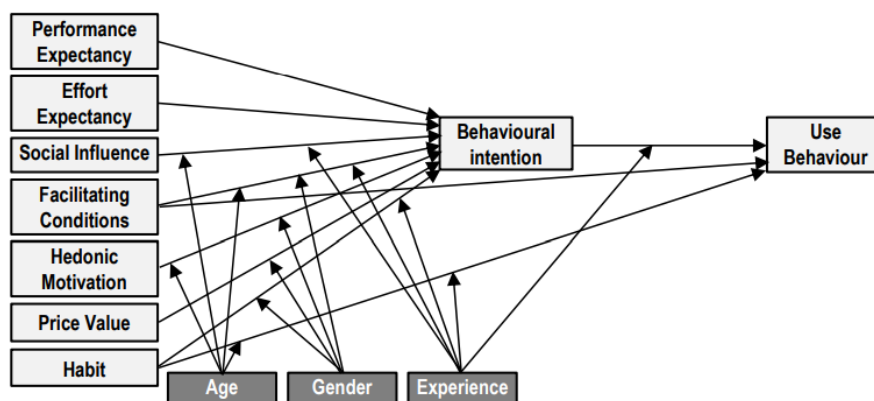 Performance
Expectancy
Effort
Expectancy
Social Influence
Facilitating
Conditions
Hedonic
Motivation
Price Value
Habit
Behavioural
intention
Use
Behaviour
Age
Gender
Experience